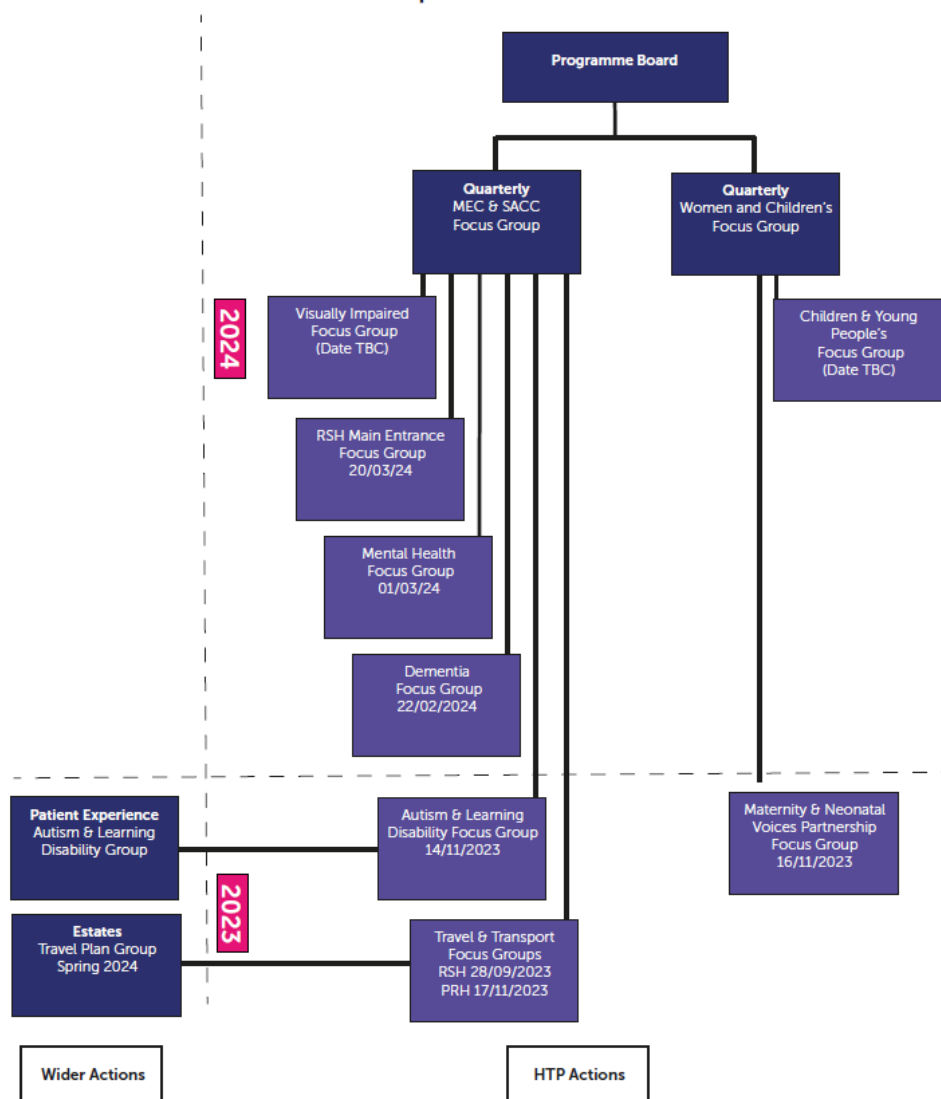 Programme Board
Quarterly
MEC & SACC
Focus Group
Quarterly
Women and Children's
Focus Group
2024
Visually Impaired
Focus Group
(Date TBC)
Children & Young
People's
Focus Group
(Date TBC)
RSH Main Entrance
Focus Group
20/03/24
Mental Health
Focus Group
01/03/24
Dementia
Focus Group
22/02/2024
Patient Experience
Autism & Learning
Disability Group
Autism & Learning
Disability Focus Group
14/11/2023
Maternity & Neonatal
Voices Partnership
Focus Group
16/11/2023
2023
Estates
Travel Plan Group
Spring 2024
Travel & Transport
Focus Groups
RSH 28/09/2023
PRH 17/11/2023
Wider Actions
HTP Actions